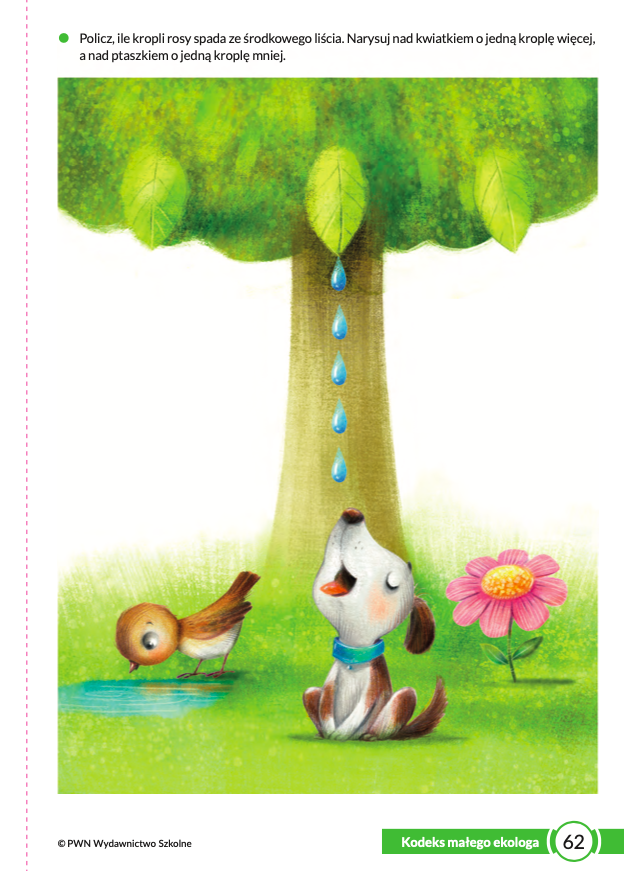 Policz, ile kropli rosy spada ze środkowego liścia. Narysuj nad kwiatkiem o jedną kroplę więcej,
a nad ptaszkiem o jedną kroplę mniej.
© PWN Wydawnictwo Szkolne
Kodeks małego ekologa 62